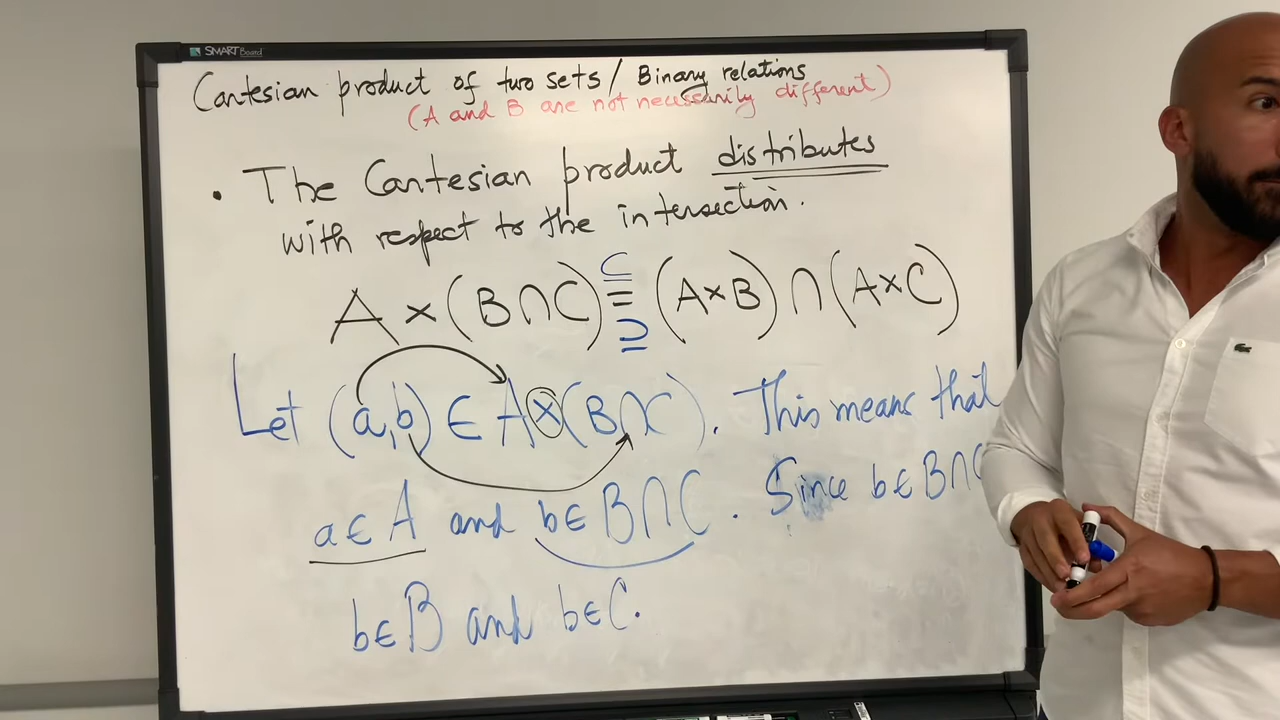 SMART Board
Cartesian product of two sets / Binary relations
(A and B are not necessarily different)
• The Cartesian product distributes
with respect to the intersection.
A × (B∩C) = (A×B) ∩ (A×C)
⊆
⊇
Let (a,b) ∈ A×(B∩C). This means that
a∈A and b∈B∩C. Since b∈B∩C
b∈B and b∈C.